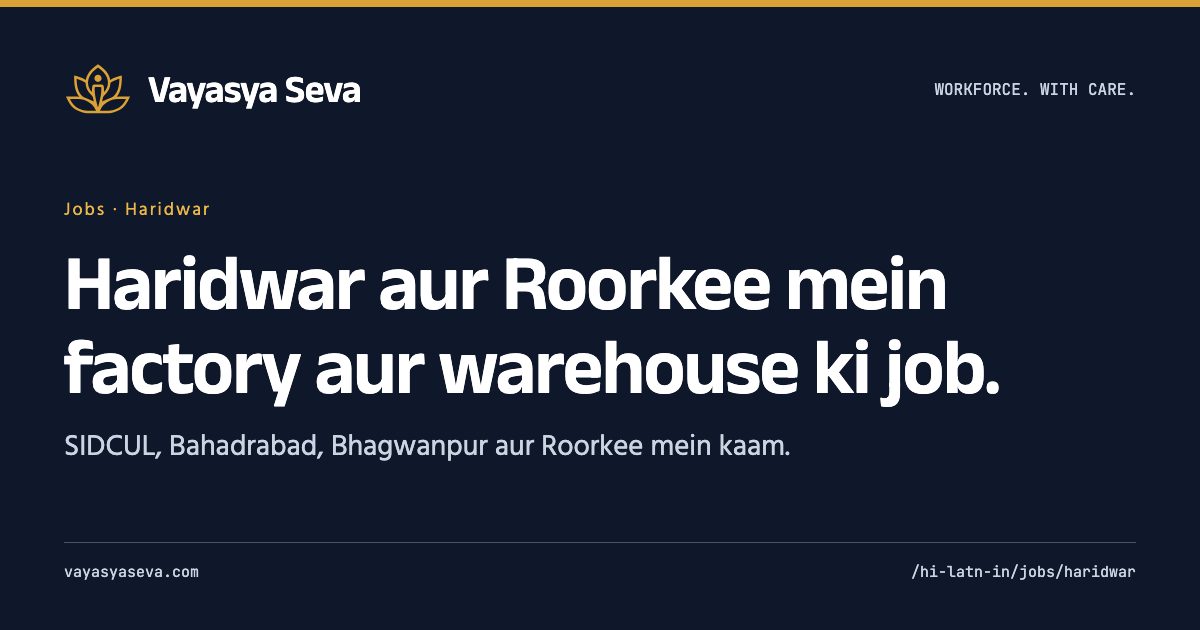 Vayasya Seva
WORKFORCE. WITH CARE.
Jobs · Haridwar
Haridwar aur Roorkee mein
factory aur warehouse ki job.
SIDCUL, Bahadrabad, Bhagwanpur aur Roorkee mein kaam.
vayasyaseva.com
/hi-latn-in/jobs/haridwar